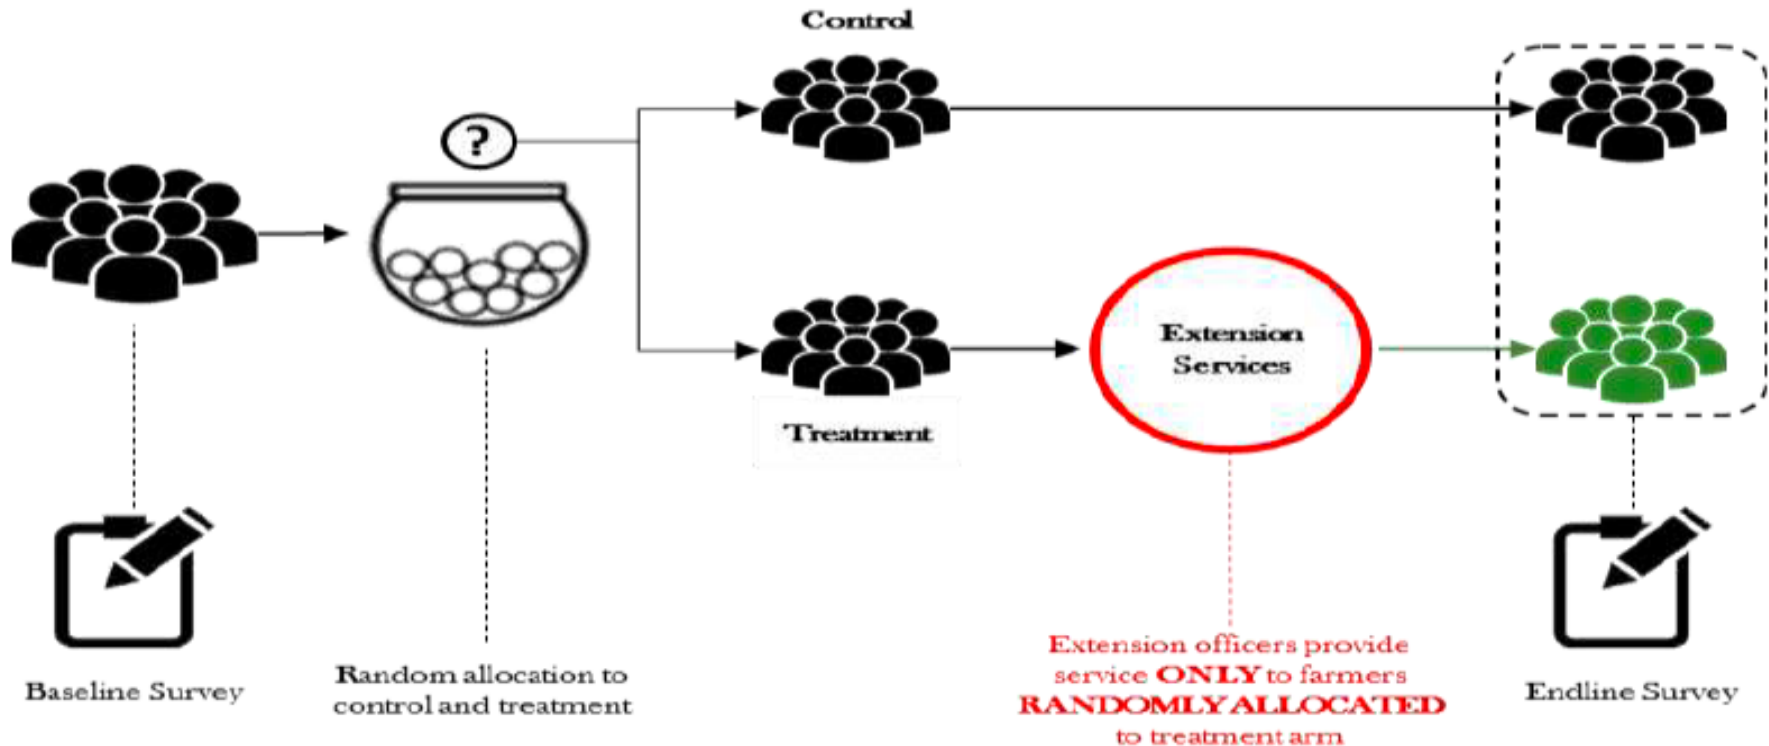 Control
?
Extension
Services
Treatment
Baseline Survey
Random allocation to
control and treatment
Extension officers provide
service ONLY to farmers
RANDOMLY ALLOCATED
to treatment arm
Endline Survey